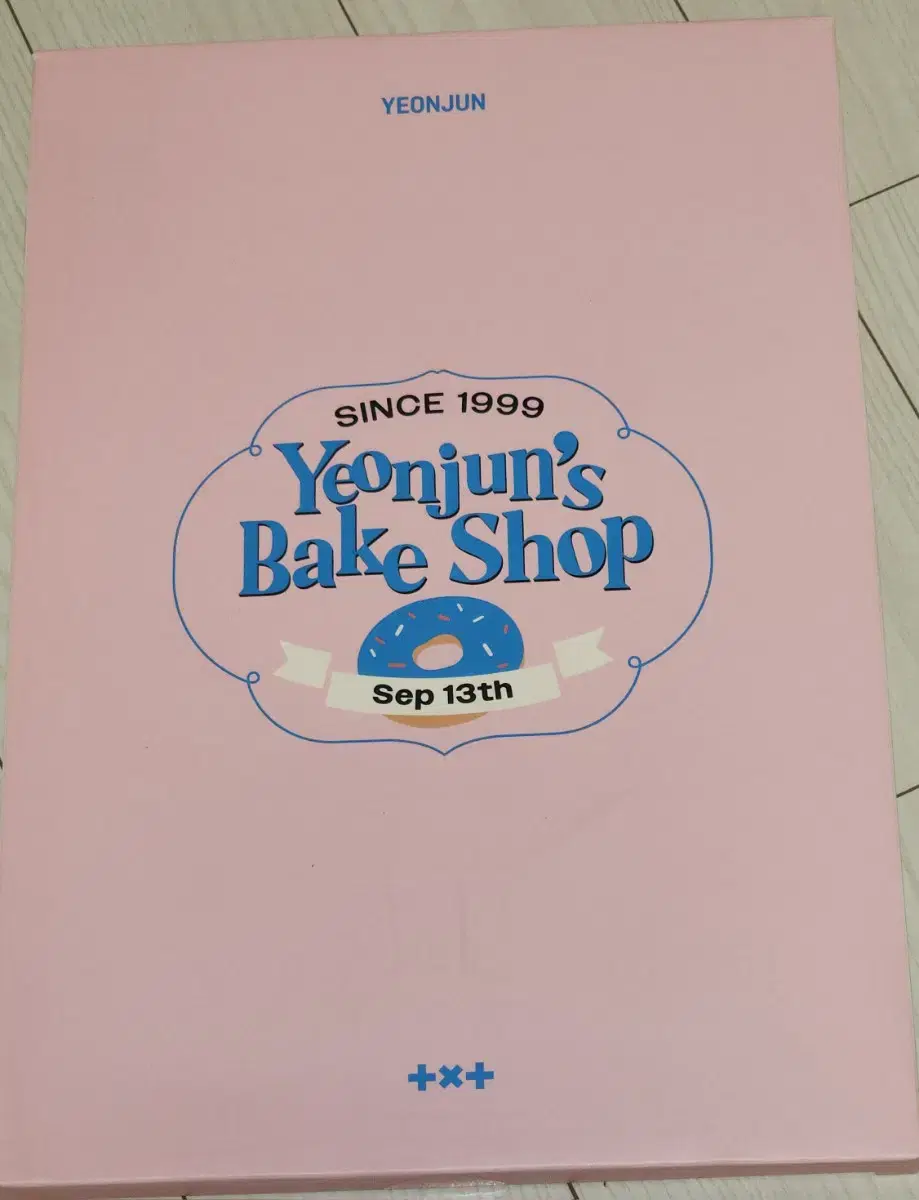 YEONJUN
SINCE 1999
Yeonjun's
Bake Shop
Sep 13th
+×+